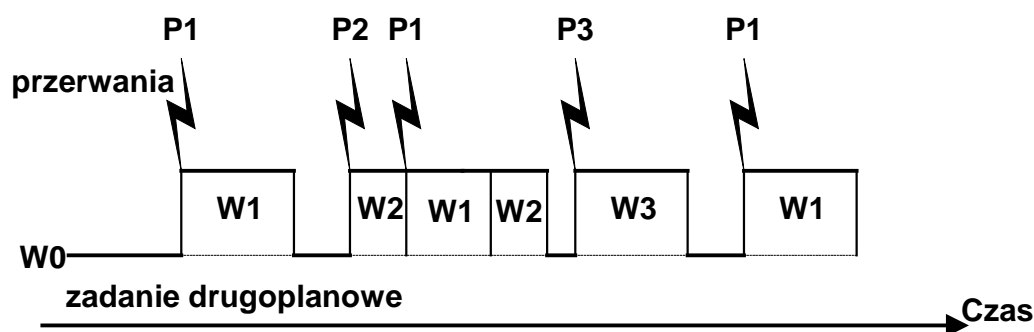 P1 P2 P1 P3 P1
przerwania
W1 W2 W1 W2 W3 W1
W0
zadanie drugoplanowe
Czas